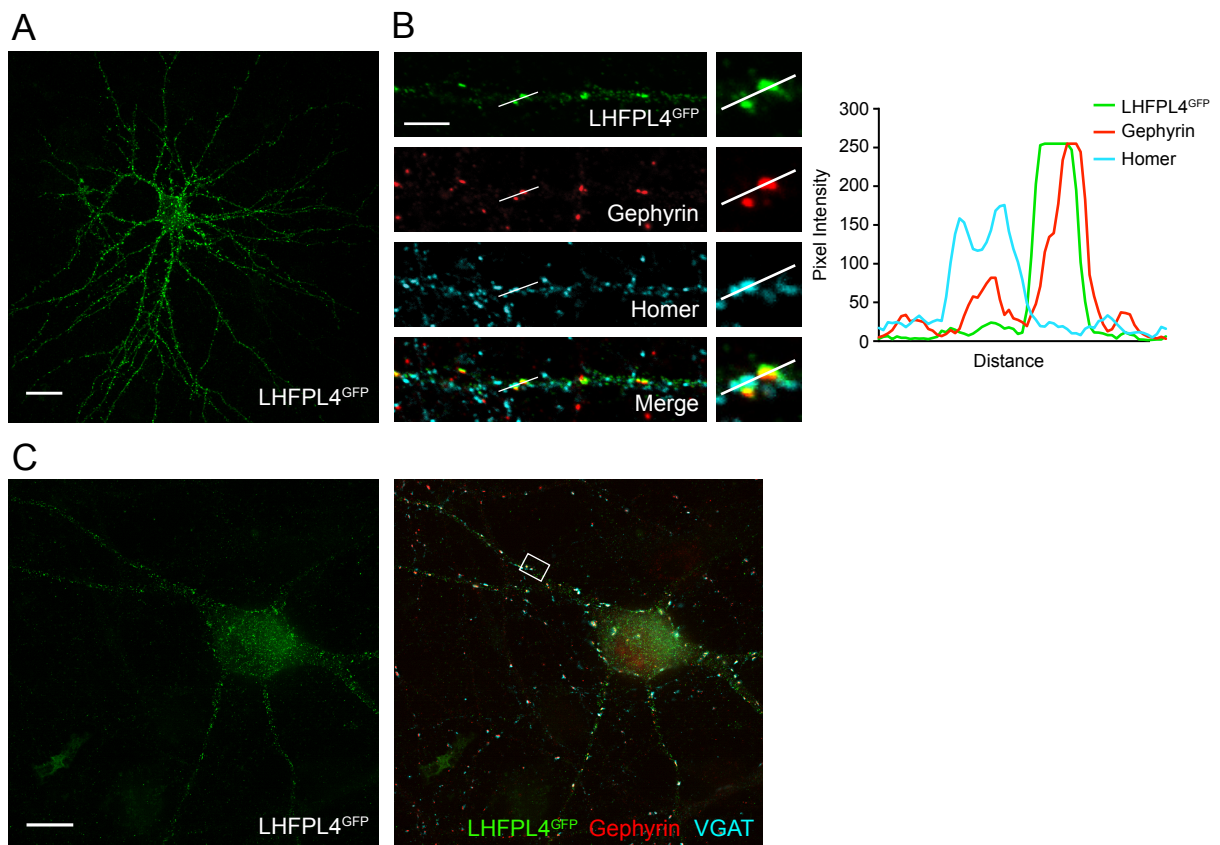 A
LHFPL4GFP
B
LHFPL4GFP
Gephyrin
Homer
Merge
300
250
200
150
100
50
0
Pixel Intensity
Distance
LHFPL4GFP
Gephyrin
Homer
C
LHFPL4GFP
LHFPL4GFP Gephyrin VGAT